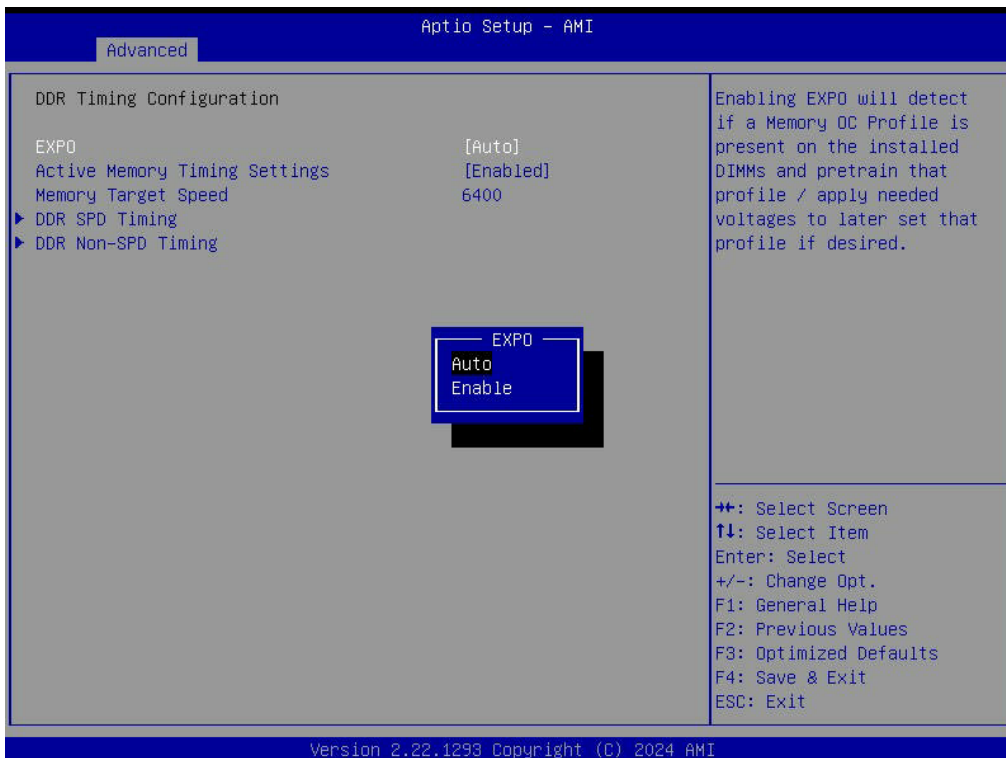 Aptio Setup - AMI
Advanced
DDR Timing Configuration
EXPO [Auto]
Active Memory Timing Settings [Enabled]
Memory Target Speed 6400
▶ DDR SPD Timing
▶ DDR Non-SPD Timing
EXPO
Auto
Enable
Enabling EXPO will detect
if a Memory OC Profile is
present on the installed
DIMMs and pretrain that
profile / apply needed
voltages to later set that
profile if desired.
→←: Select Screen
↑↓: Select Item
Enter: Select
+/-: Change Opt.
F1: General Help
F2: Previous Values
F3: Optimized Defaults
F4: Save & Exit
ESC: Exit
Version 2.22.1293 Copyright (C) 2024 AMI